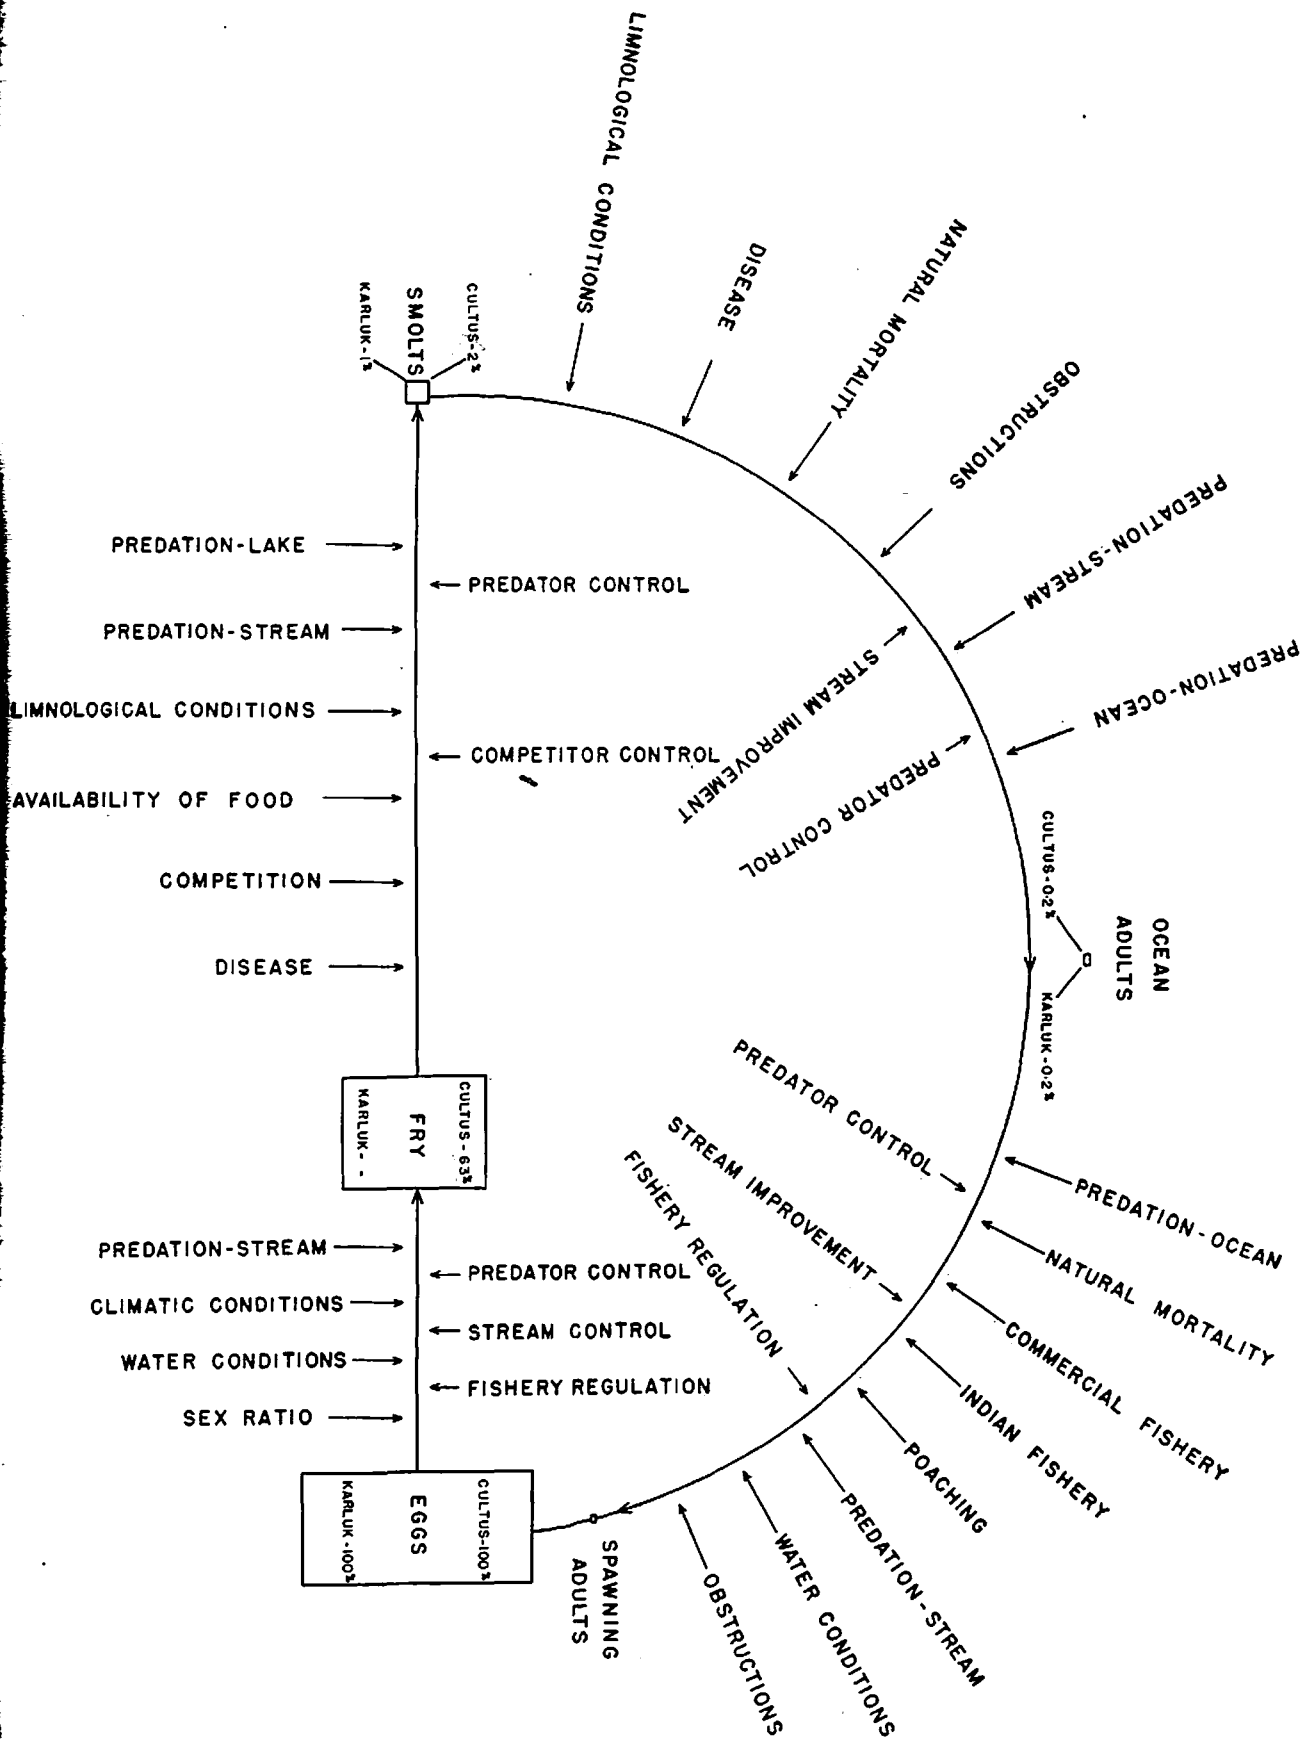 LIMNOLOGICAL CONDITIONS
DISEASE
NATURAL MORTALITY
OBSTRUCTIONS
PREDATION-STREAM
PREDATION-OCEAN
STREAM IMPROVEMENT
PREDATOR CONTROL
CULTUS-2%
SMOLTS
KARLUK-1%
PREDATION-LAKE
PREDATOR CONTROL
PREDATION-STREAM
LIMNOLOGICAL CONDITIONS
COMPETITOR CONTROL
AVAILABILITY OF FOOD
COMPETITION
DISEASE
OCEAN
ADULTS
CULTUS-0.2%
KARLUK-0.2%
CULTUS-63%
FRY
KARLUK- -
PREDATION-STREAM
PREDATOR CONTROL
CLIMATIC CONDITIONS
STREAM CONTROL
WATER CONDITIONS
FISHERY REGULATION
SEX RATIO
PREDATOR CONTROL
STREAM IMPROVEMENT
FISHERY REGULATION
PREDATION-OCEAN
NATURAL MORTALITY
COMMERCIAL FISHERY
INDIAN FISHERY
POACHING
PREDATION-STREAM
WATER CONDITIONS
OBSTRUCTIONS
SPAWNING
ADULTS
CULTUS-100%
EGGS
KARLUK-100%